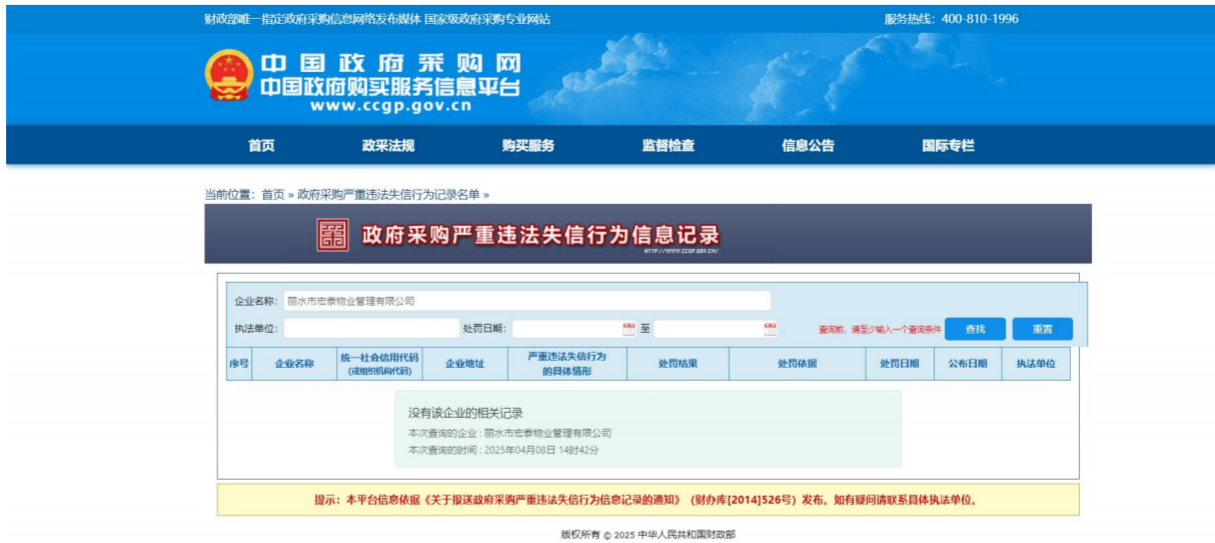 财政部唯一指定政府采购信息网络发布媒体 国家级政府采购专业网站
服务热线：400-810-1996
中国政府采购网
中国政府购买服务信息平台
www.ccgp.gov.cn
首页 政采法规 购买服务 监督检查 信息公告 国际专栏
当前位置：首页 » 政府采购严重违法失信行为记录名单 »
政府采购严重违法失信行为信息记录
HTTP://WWW.CCGP.GOV.CN/
企业名称：丽水市宏泰物业管理有限公司
执法单位： 处罚日期： 至 查询前，请至少输入一个查询条件 查找 重置
序号 企业名称 统一社会信用代码（或组织机构代码） 企业地址 严重违法失信行为的具体情形 处罚结果 处罚依据 处罚日期 公布日期 执法单位
没有该企业的相关记录
本次查询的企业：丽水市宏泰物业管理有限公司
本次查询的时间：2025年04月08日 14时42分
提示：本平台信息依据《关于报送政府采购严重违法失信行为信息记录的通知》（财办库[2014]526号）发布。如有疑问请联系具体执法单位。
版权所有 © 2025 中华人民共和国财政部